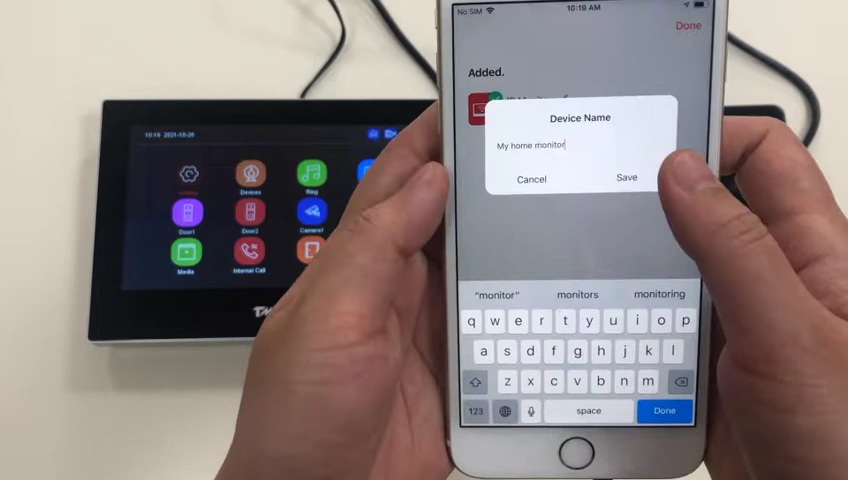 No SIM
10:19 AM
Done
Added.
Device Name
My home monitor
Cancel
Save
"monitor"
monitors
monitoring
q w e r t y u i o p
a s d f g h j k l
z x c v b n m
123
space
Done
10:19 2021-10-20
Devices
Ring
Door1
Door2
Camera1
Media
Internal Call